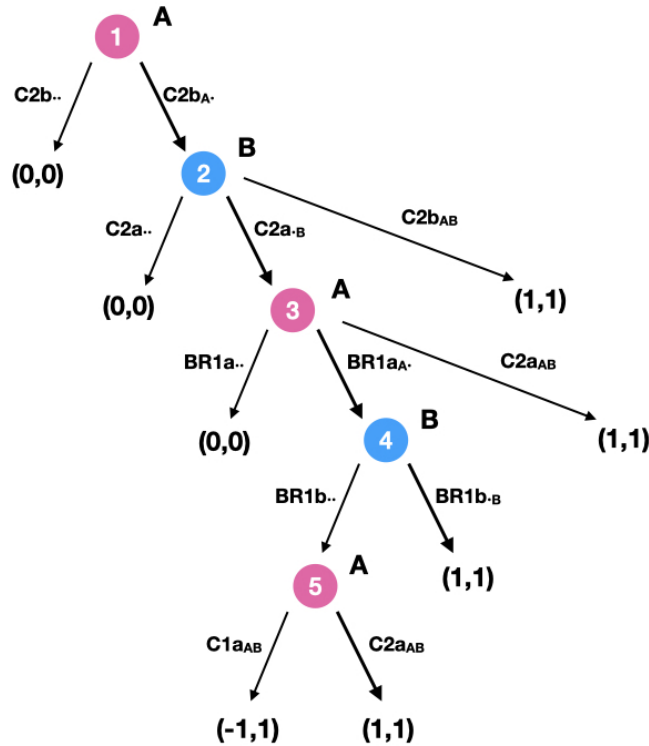 A
1
C2b..
C2bA.
(0,0)
B
2
C2bAB
C2a..
C2a.B
(0,0)
A
(1,1)
3
BR1a..
BR1aA.
C2aAB
(0,0)
B
(1,1)
4
BR1b..
BR1b.B
A
(1,1)
5
C1aAB
C2aAB
(-1,1)
(1,1)